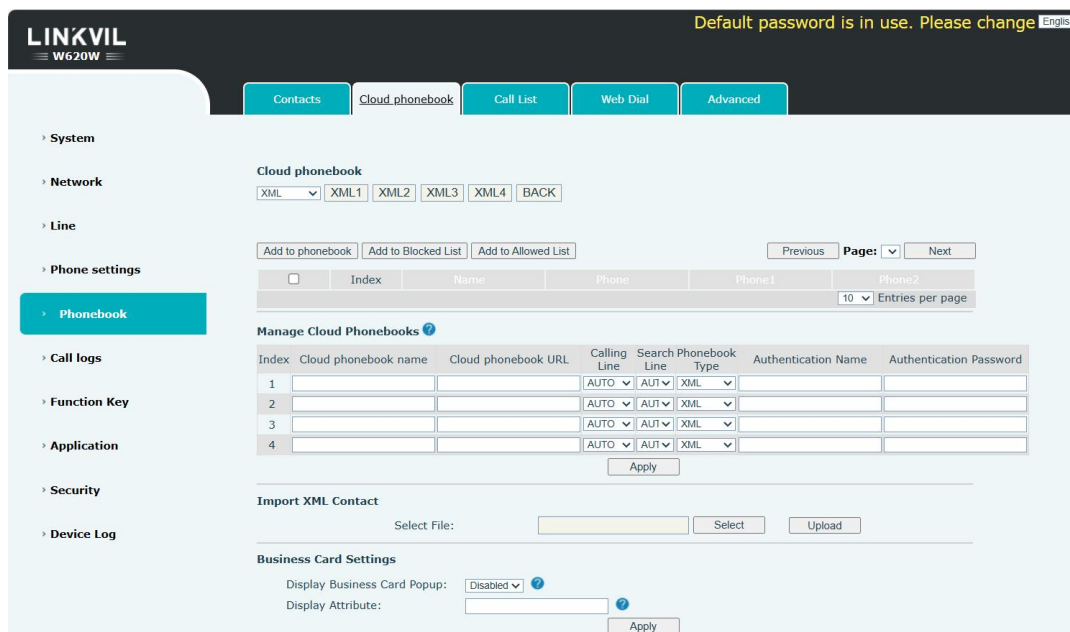 Default password is in use. Please change Englis
LINKVIL
W620W
Contacts Cloud phonebook Call List Web Dial Advanced
System
Network
Line
Phone settings
Phonebook
Call logs
Function Key
Application
Security
Device Log
Cloud phonebook
XML XML1 XML2 XML3 XML4 BACK
Add to phonebook Add to Blocked List Add to Allowed List Previous Page: Next
Index Name Phone Phone1 Phone2
10 Entries per page
Manage Cloud Phonebooks ?
Index Cloud phonebook name Cloud phonebook URL Calling Line Search Line Phonebook Type Authentication Name Authentication Password
1 AUTO AUT XML
2 AUTO AUT XML
3 AUTO AUT XML
4 AUTO AUT XML
Apply
Import XML Contact
Select File: Select Upload
Business Card Settings
Display Business Card Popup: Disabled ?
Display Attribute: ?
Apply